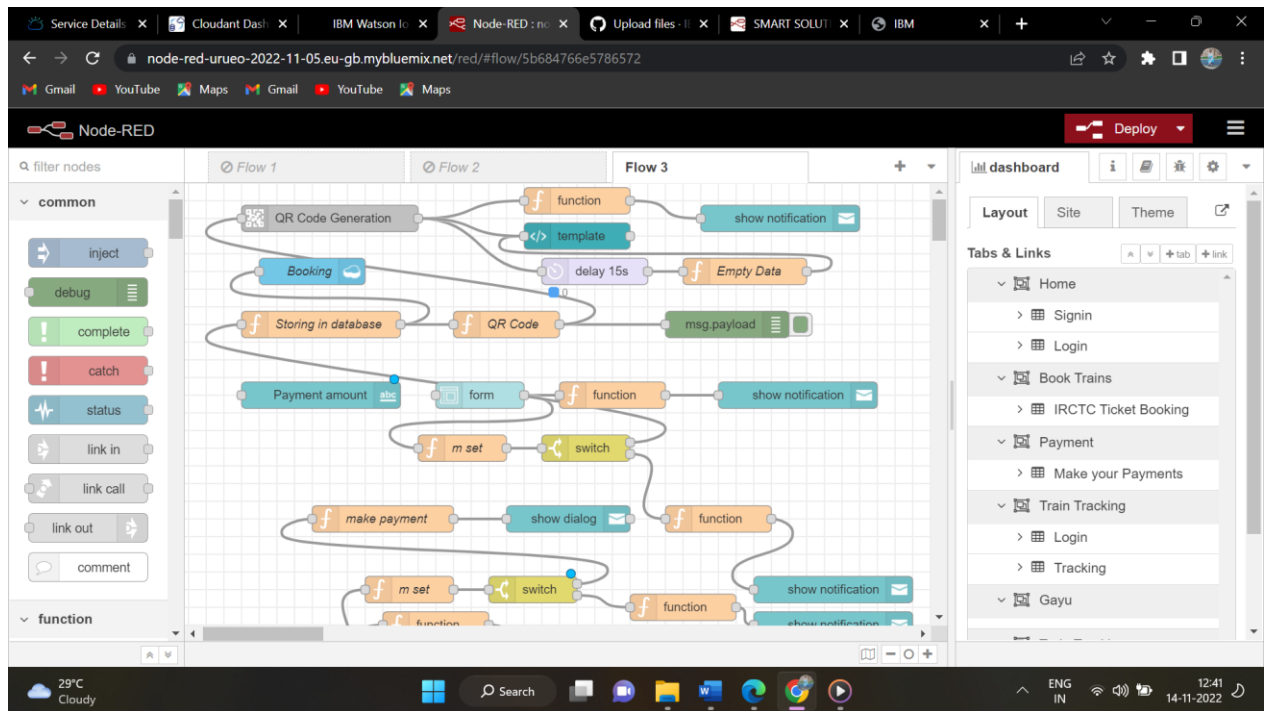 Service Details
Cloudant Dash
IBM Watson Io
Node-RED : no
Upload files · I
SMART SOLUT
IBM
node-red-urueo-2022-11-05.eu-gb.mybluemix.net/red/#flow/5b684766e5786572
Gmail YouTube Maps Gmail YouTube Maps
Node-RED
Deploy
filter nodes
Flow 1
Flow 2
Flow 3
dashboard
i
common
inject
debug
complete
catch
status
link in
link call
link out
comment
function
function
QR Code Generation
show notification
template
Booking
delay 15s
Empty Data
0
Storing in database
QR Code
msg.payload
Payment amount
abc
form
function
show notification
m set
switch
make payment
show dialog
function
m set
switch
show notification
function
function
show notification
Layout
Site
Theme
Tabs & Links
+ tab
+ link
Home
Signin
Login
Book Trains
IRCTC Ticket Booking
Payment
Make your Payments
Train Tracking
Login
Tracking
Gayu
29°C
Cloudy
Search
ENG
IN
12:41
14-11-2022